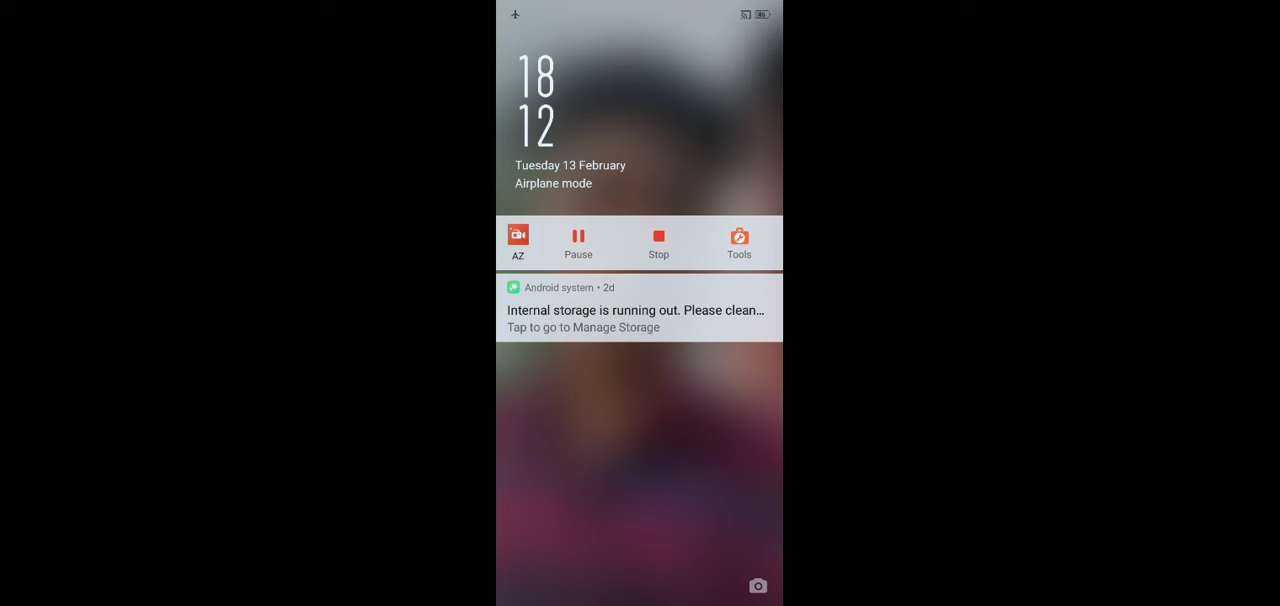 46
18
12
Tuesday 13 February
Airplane mode
AZ
Pause
Stop
Tools
Android system • 2d
Internal storage is running out. Please clean...
Tap to go to Manage Storage